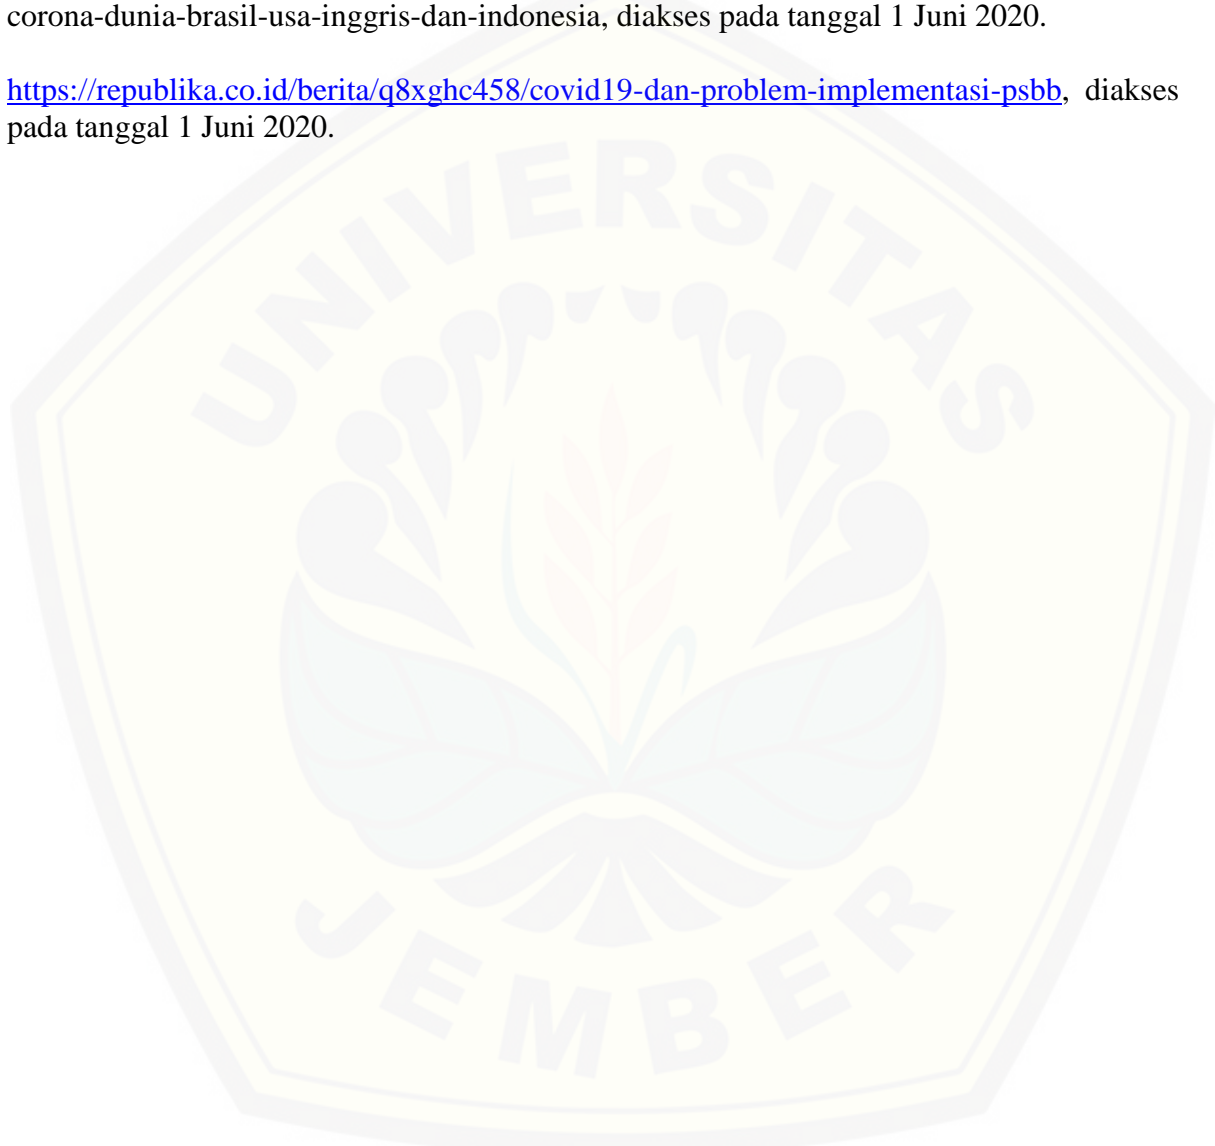 corona-dunia-brasil-usa-inggris-dan-indonesia, diakses pada tanggal 1 Juni 2020.
https://republika.co.id/berita/q8xghc458/covid19-dan-problem-implementasi-psbb, diakses
pada tanggal 1 Juni 2020.
UNIVERSITAS
JEMBER